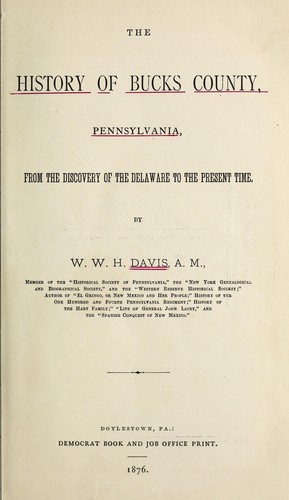 THE
HISTORY OF BUCKS COUNTY,
PENNSYLVANIA,
FROM THE DISCOVERY OF THE DELAWARE TO THE PRESENT TIME.
BY
W. W. H. DAVIS, A. M.,
MEMBER OF THE "HISTORICAL SOCIETY OF PENNSYLVANIA," THE "NEW YORK GENEALOGICAL
AND BIOGRAPHICAL SOCIETY," AND THE "WESTERN RESERVE HISTORICAL SOCIETY;"
AUTHOR OF "EL GRINGO, OR NEW MEXICO AND HER PEOPLE;" HISTORY OF THE
ONE HUNDRED AND FOURTH PENNSYLVANIA REGIMENT; HISTORY OF
THE HART FAMILY;" "LIFE OF GENERAL JOHN LACEY," AND
THE "SPANISH CONQUEST OF NEW MEXICO."
DOYLESTOWN, PA.:
DEMOCRAT BOOK AND JOB OFFICE PRINT.
1876.